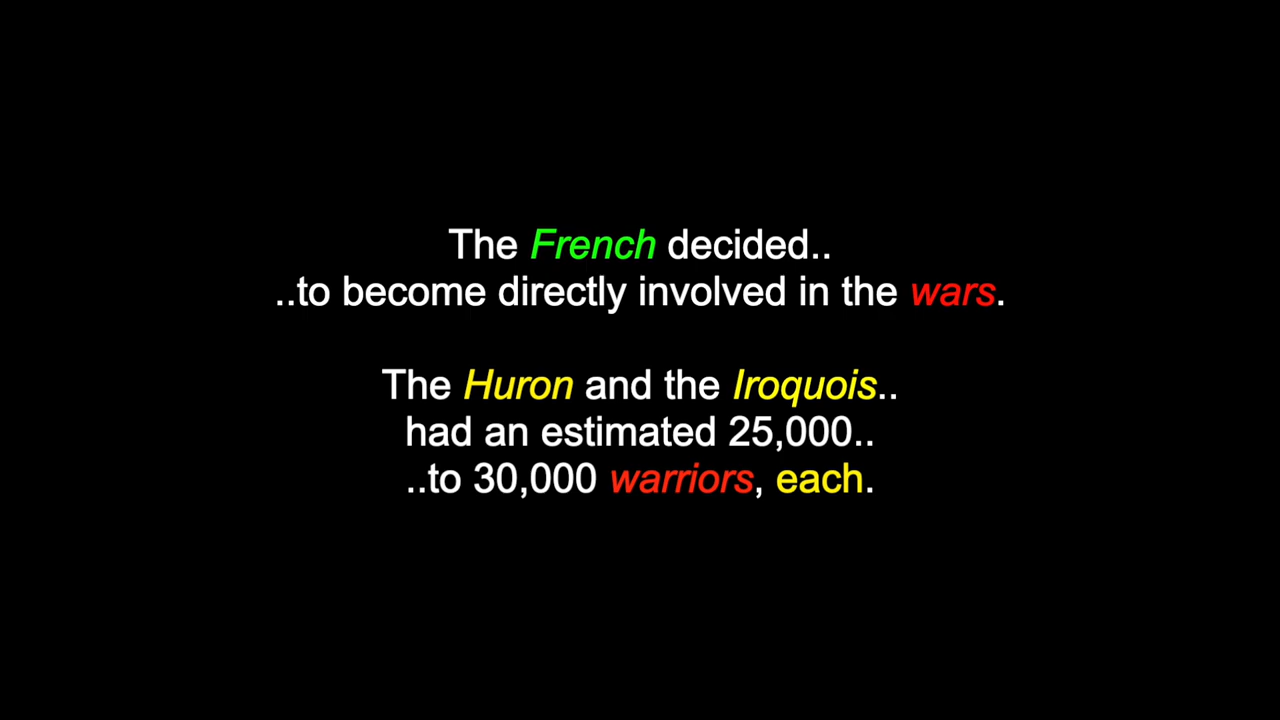 The French decided..
..to become directly involved in the wars.
The Huron and the Iroquois..
had an estimated 25,000..
..to 30,000 warriors, each.